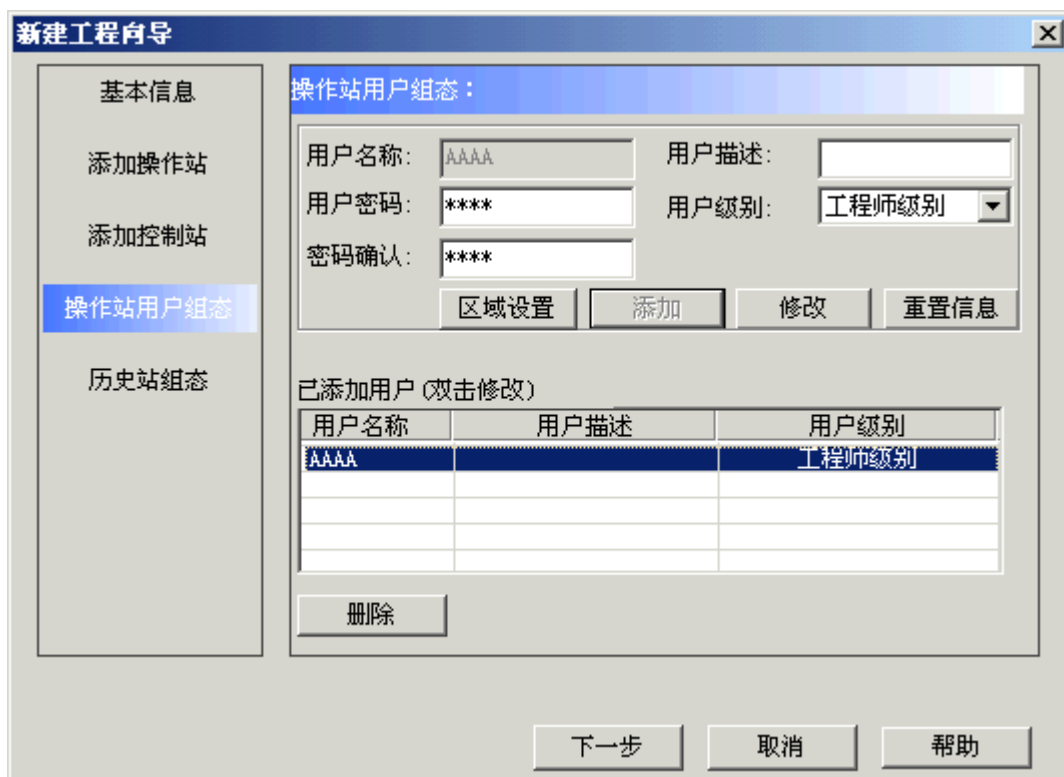 新建工程向导
基本信息
添加操作站
添加控制站
操作站用户组态
历史站组态
操作站用户组态：
用户名称： AAAA 用户描述：
用户密码： **** 用户级别： 工程师级别
密码确认： ****
区域设置 添加 修改 重置信息
已添加用户(双击修改)
用户名称 用户描述 用户级别
AAAA 工程师级别
删除
下一步 取消 帮助